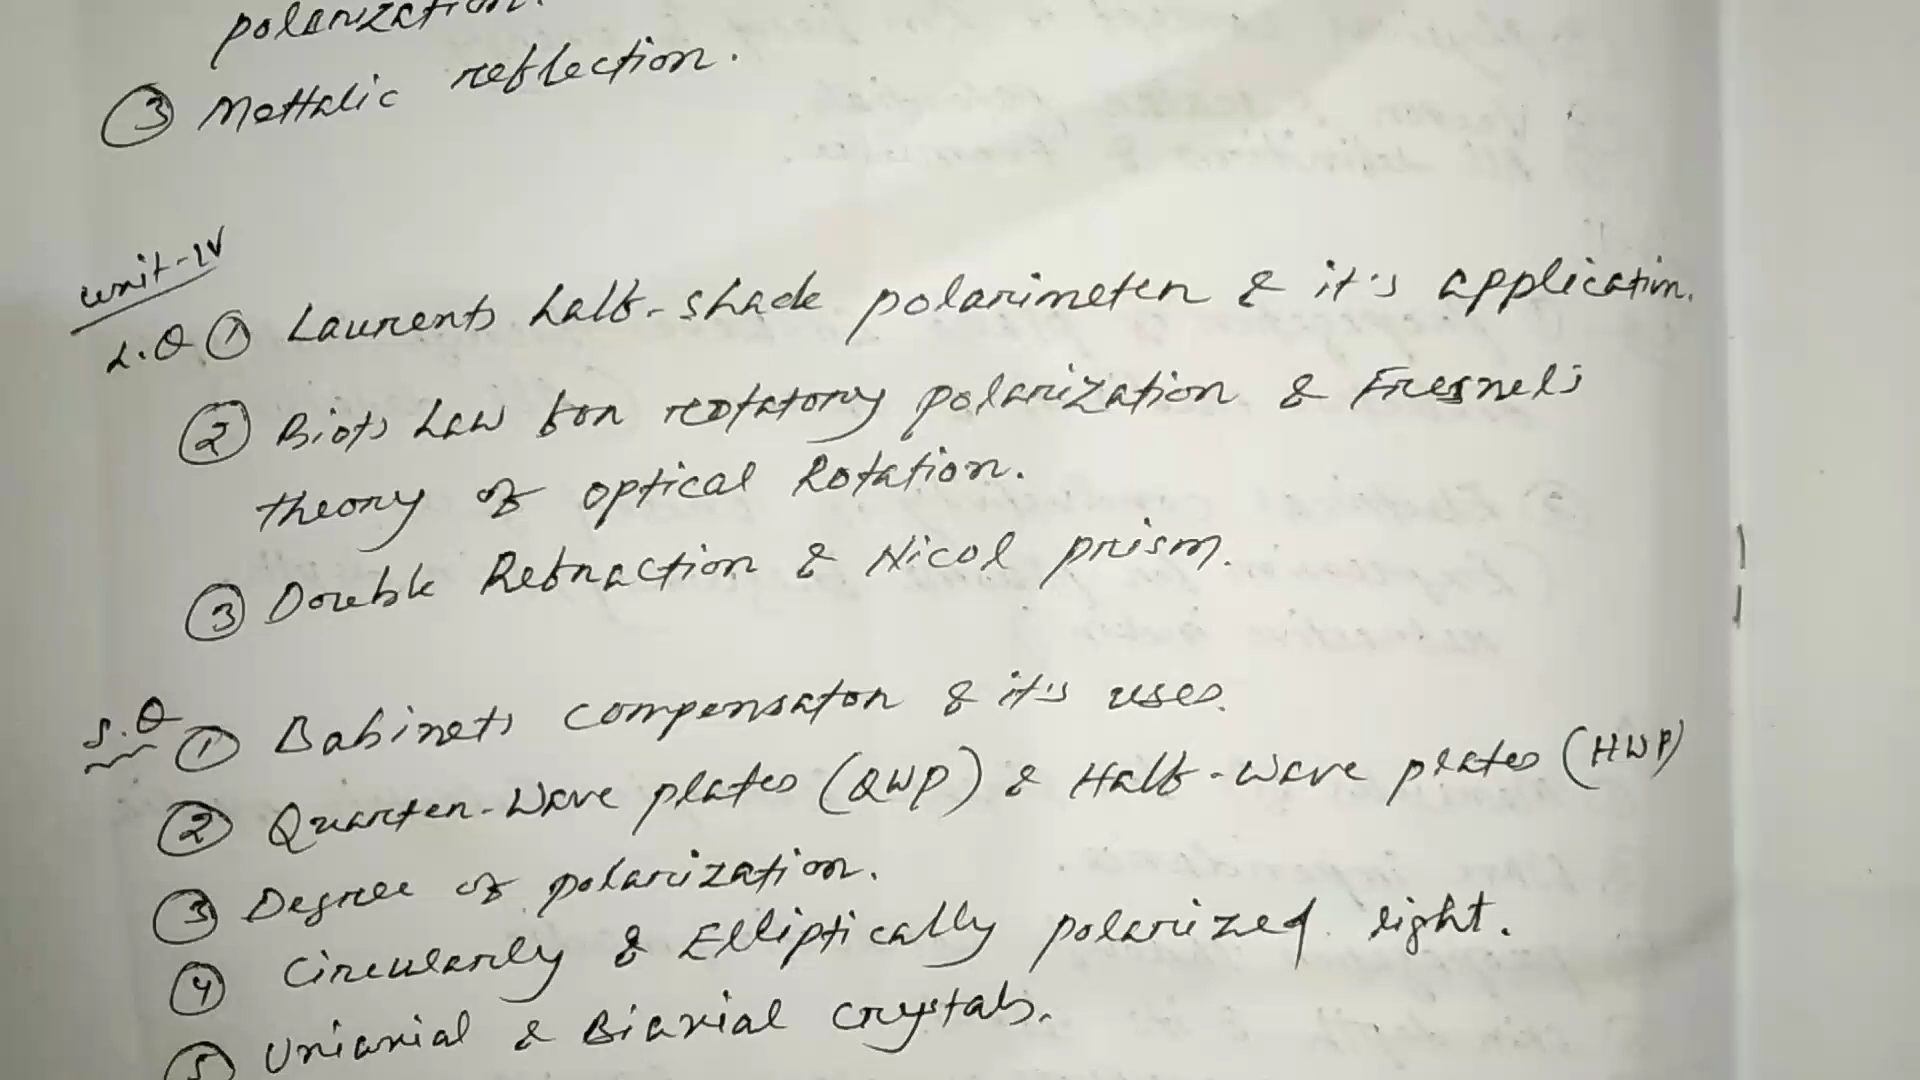 polarization.
③ Mettalic reflection.
Unit-IV
L.Q ① Laurents half-shade polarimeter & it's application.
② Biots Law for rotatory polarization & Fresnel's
theory of optical Rotation.
③ Double Refraction & Nicol prism.
S.Q ① Babinets compensator & it's uses.
② Quarter-Wave plates (QWP) & Half-wave plates (HWP)
③ Degree of polarization.
④ Circularly & Elliptically polarized light.
⑤ Uniaxial & Biaxial crystals.